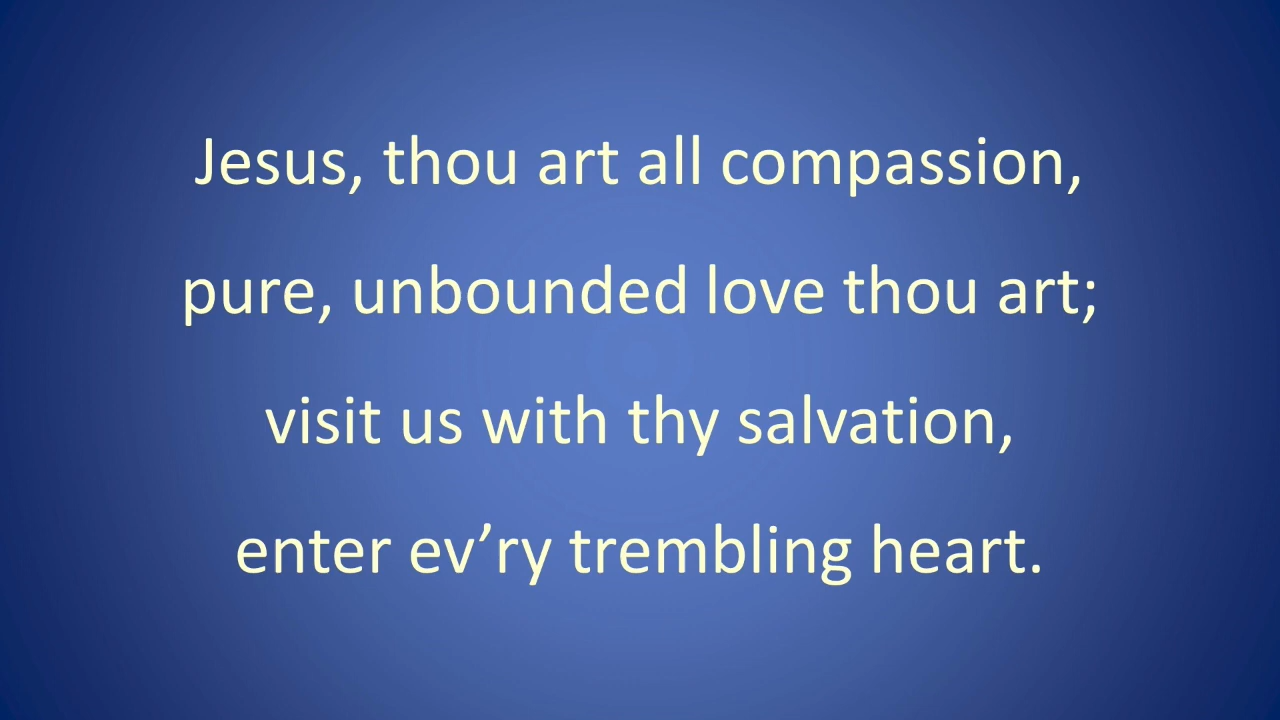 Jesus, thou art all compassion,
pure, unbounded love thou art;
visit us with thy salvation,
enter ev’ry trembling heart.